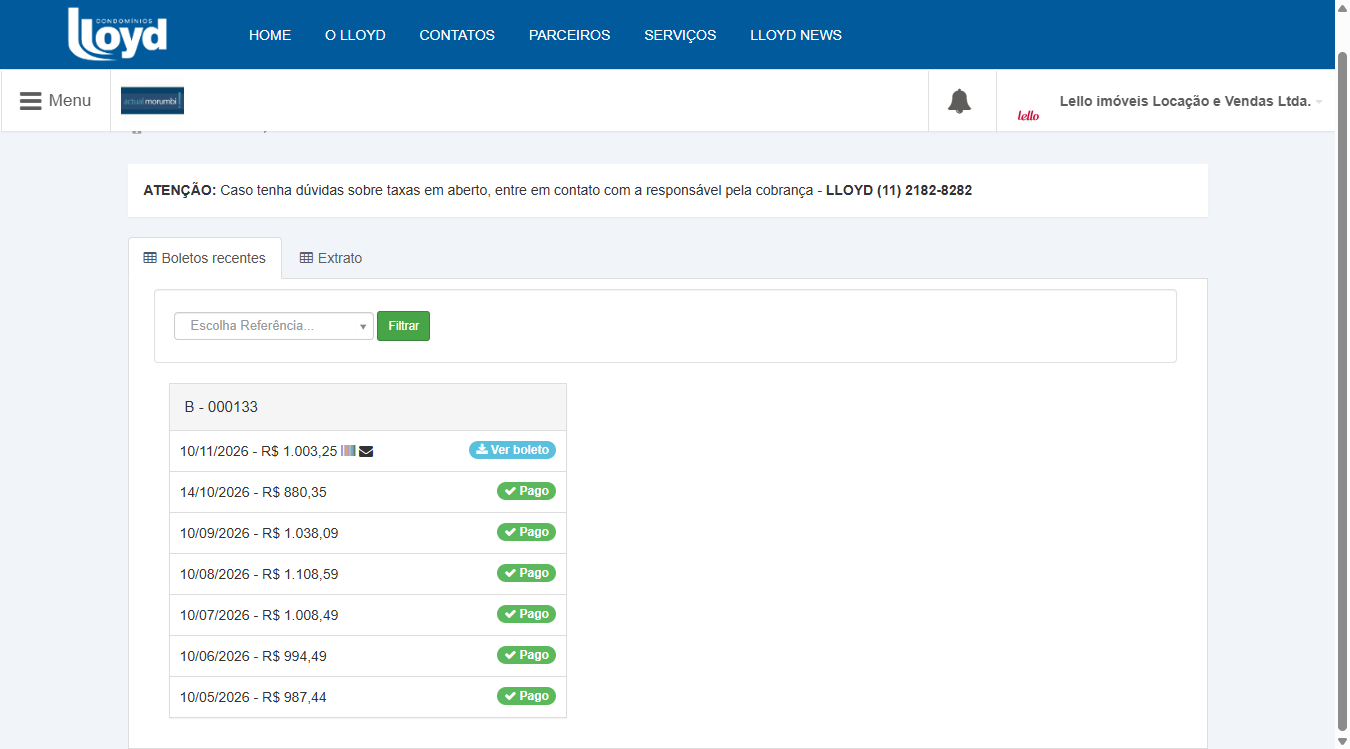 CONDOMÍNIOS
Lloyd
HOME O LLOYD CONTATOS PARCEIROS SERVIÇOS LLOYD NEWS
Menu
actual morumbi
lello
Lello imóveis Locação e Vendas Ltda.
ATENÇÃO: Caso tenha dúvidas sobre taxas em aberto, entre em contato com a responsável pela cobrança - LLOYD (11) 2182-8282
Boletos recentes
Extrato
Escolha Referência...
Filtrar
B - 000133
10/11/2026 - R$ 1.003,25 Ver boleto
14/10/2026 - R$ 880,35 Pago
10/09/2026 - R$ 1.038,09 Pago
10/08/2026 - R$ 1.108,59 Pago
10/07/2026 - R$ 1.008,49 Pago
10/06/2026 - R$ 994,49 Pago
10/05/2026 - R$ 987,44 Pago